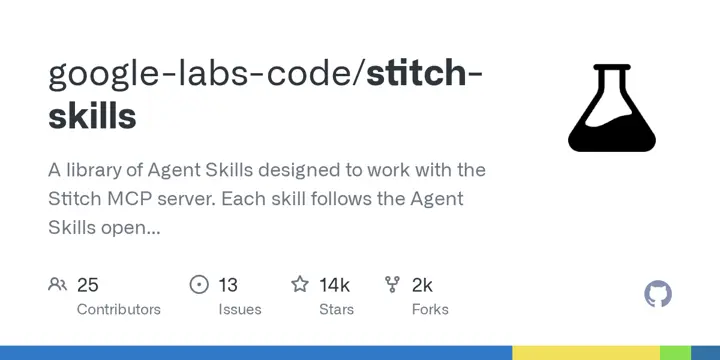 google-labs-code/stitch-
skills
A library of Agent Skills designed to work with the
Stitch MCP server. Each skill follows the Agent
Skills open...
25 13 14k 2k
Contributors Issues Stars Forks